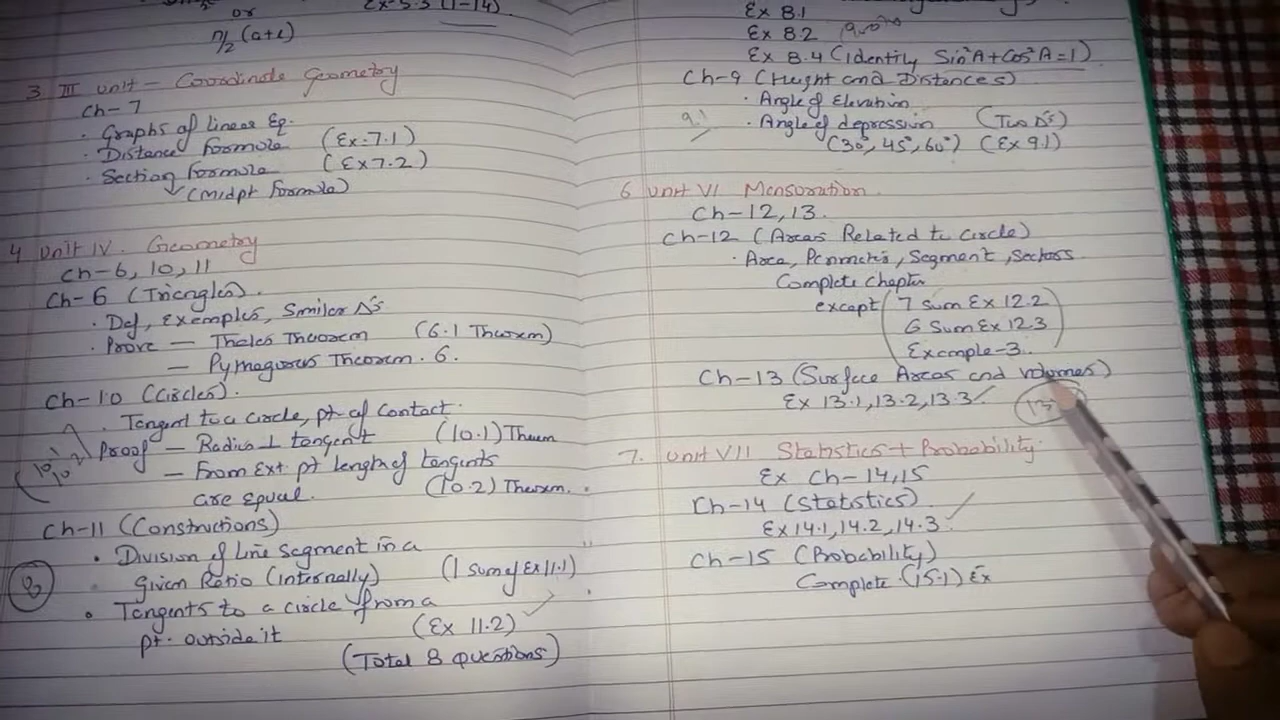 or
Ex-5.3 (1-14)
n/2 (a+l)
3 III unit - Coordinate Geometry
Ch-7
· Graphs of linear Eq.
· Distance formula (Ex-7.1)
· Section formula (Ex 7.2)
(Midpt formula)
4 Unit IV. Geometry
Ch-6, 10, 11
Ch-6 (Triangles).
· Def, Examples, Similar Δ's
· Prove - Thales Theorem (6.1 Theorem)
- Pythagoras Theorem. 6.
Ch-10 (Circles).
· Tangent to a circle, pt of Contact.
Proof - Radius ⊥ tangent (10.1) Theorem
10.1
10.2
- From Ext. pt length of tangents
are equal. (10.2) Theorem.
Ch-11 (Constructions)
• Division of line segment in a
given Ratio (internally) (1 Sum of Ex 11.1)
8
• Tangents to a circle from a
pt. outside it (Ex 11.2)
(Total 8 questions)
Ex 8.1
Ex 8.2
Ex 8.4 (Identity Sin²A+Cos²A=1)
Ch-9 (Height and Distances)
· Angle of Elevation
9.1
· Angle of depression (Two Δ's)
(30°, 45°, 60°) (Ex 9.1)
6 Unit VI Mensuration
Ch-12, 13.
Ch-12 (Areas Related to Circle)
· Area, Perimeter, Segment, Sectors
Complete Chapter
except (7 Sum Ex 12.2
6 Sum Ex 12.3
Example-3.)
Ch-13 (Surface Areas and Volumes)
Ex 13.1, 13.2, 13.3
7. Unit VII Statistics + Probability
Ex Ch-14, 15
Ch-14 (Statistics)
Ex 14.1, 14.2, 14.3
Ch-15 (Probability)
Complete (15.1) Ex